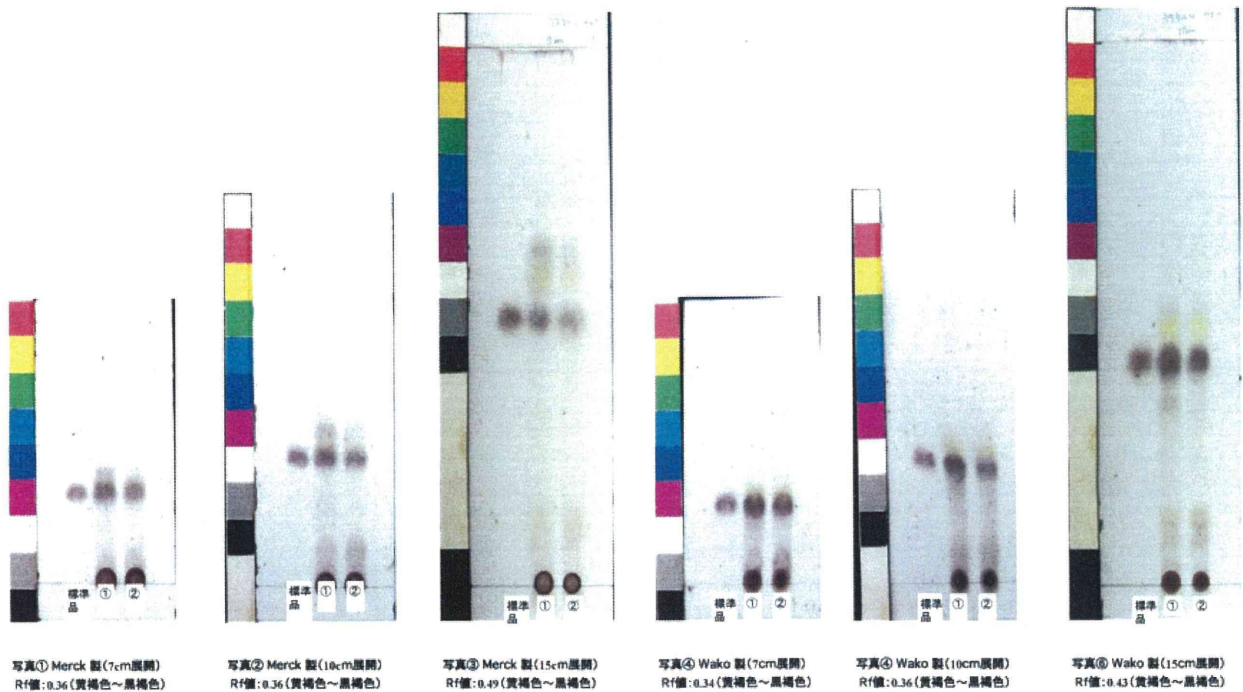 標準品 ① ②
標準品 ① ②
標準品 ① ②
標準品 ① ②
標準品 ① ②
標準品 ① ②
写真① Merck 製(7cm展開)
Rf値:0.36(黄褐色～黒褐色)
写真② Merck 製(10cm展開)
Rf値:0.36(黄褐色～黒褐色)
写真③ Merck 製(15cm展開)
Rf値:0.49(黄褐色～黒褐色)
写真④ Wako 製(7cm展開)
Rf値:0.34(黄褐色～黒褐色)
写真④ Wako 製(10cm展開)
Rf値:0.36(黄褐色～黒褐色)
写真⑥ Wako 製(15cm展開)
Rf値:0.43(黄褐色～黒褐色)